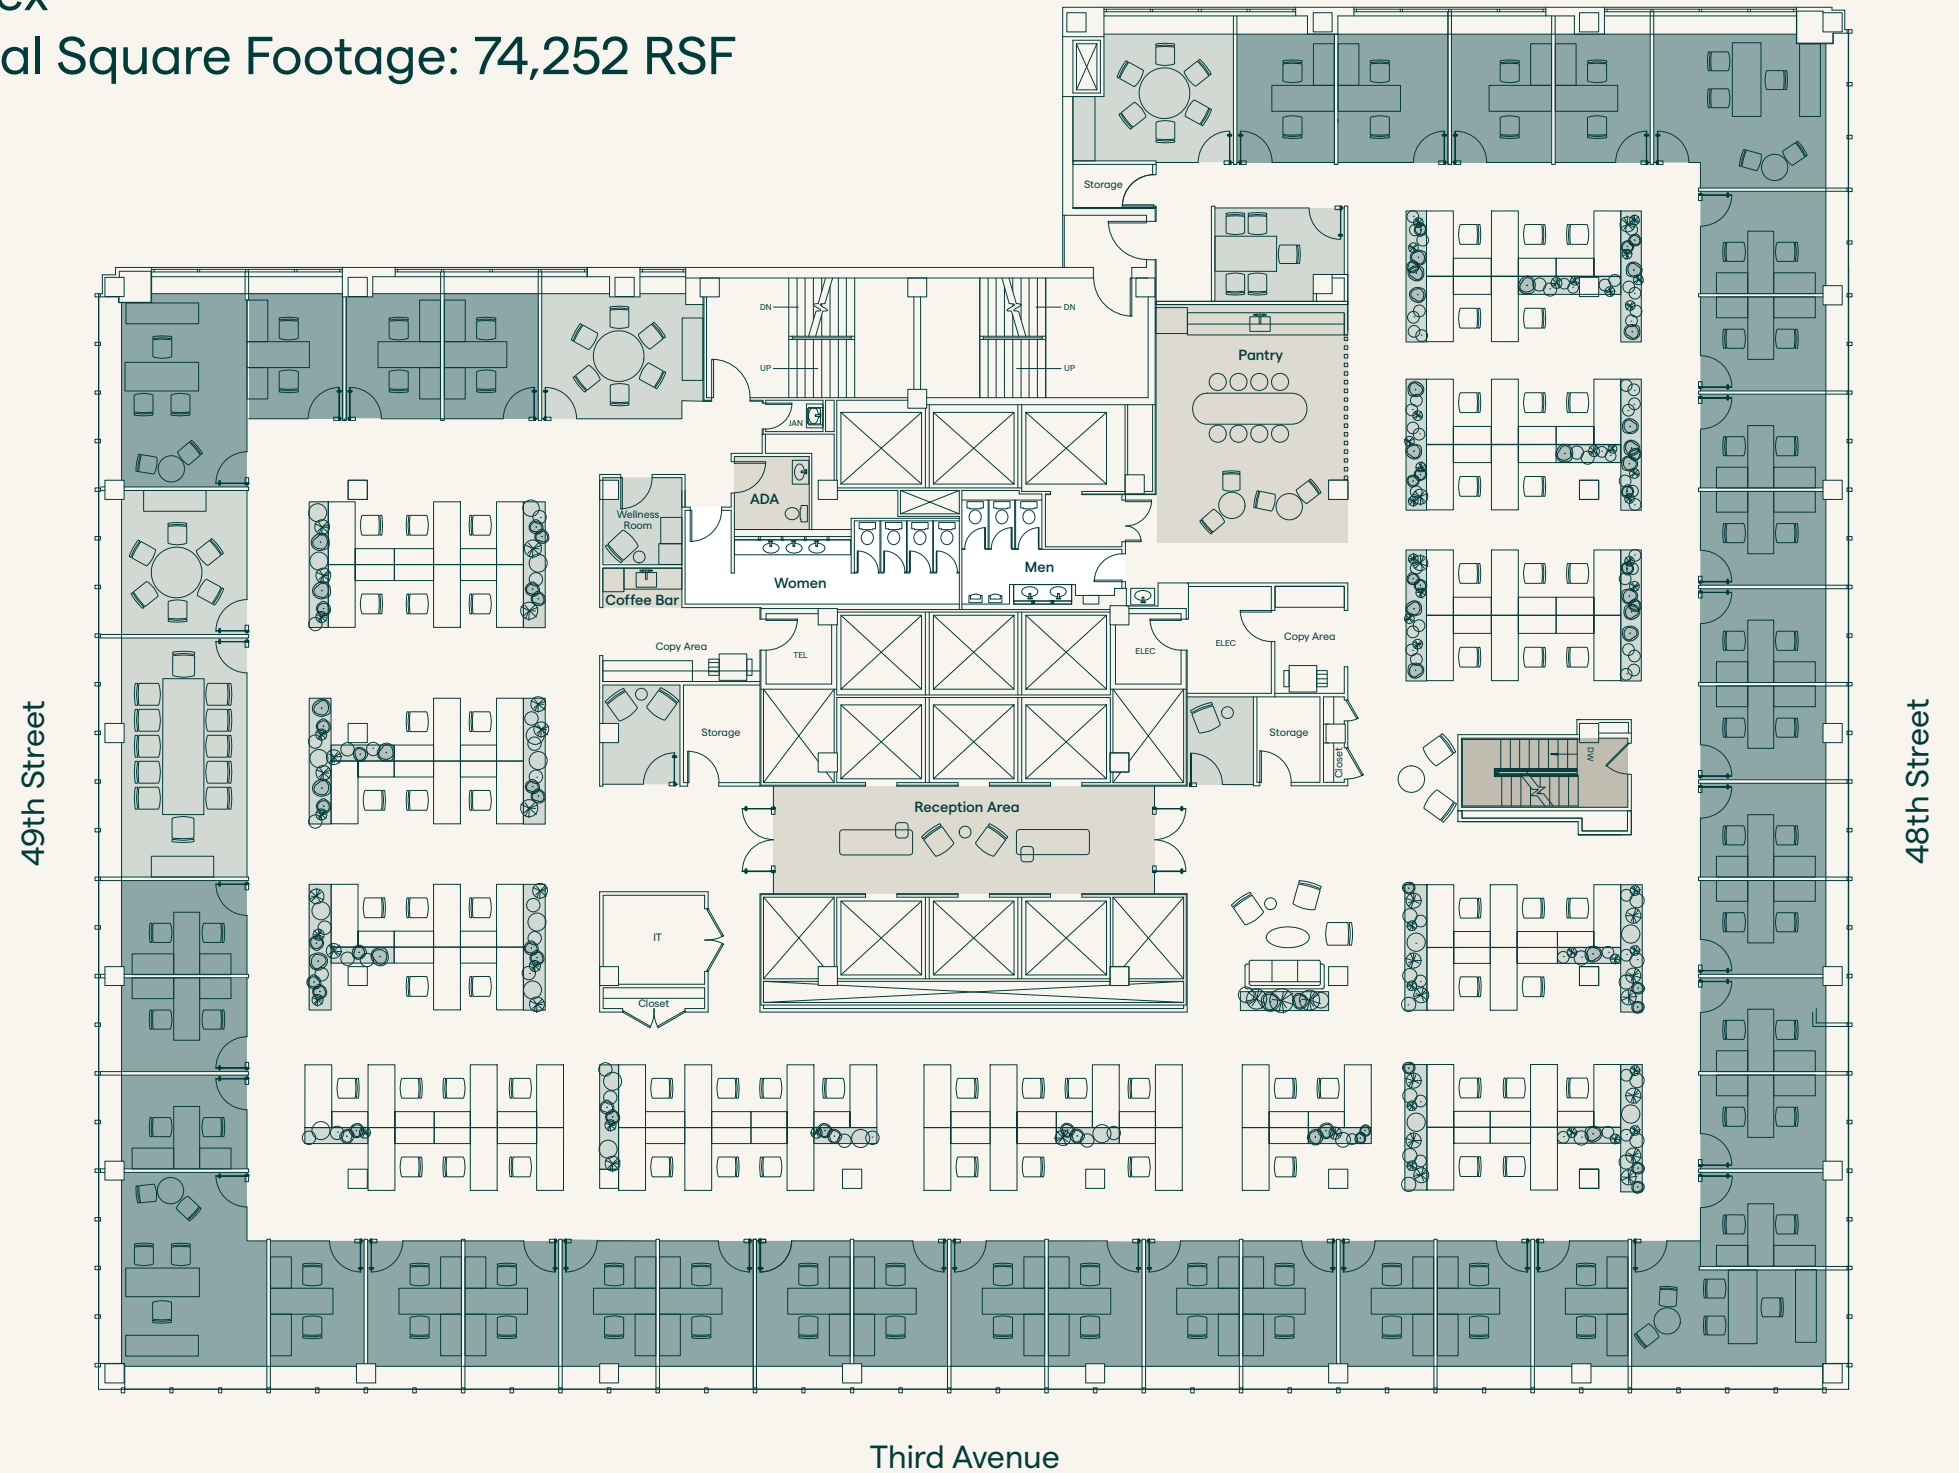 al Square Footage: 74,252 RSF
Storage
DN
DN
UP
UP
Pantry
JAN
ADA
Wellness
Room
Women
Men
Coffee Bar
Copy Area
TEL
ELEC
ELEC
Copy Area
Storage
Storage
Closet
DW
Reception Area
IT
Closet
49th Street
48th Street
Third Avenue